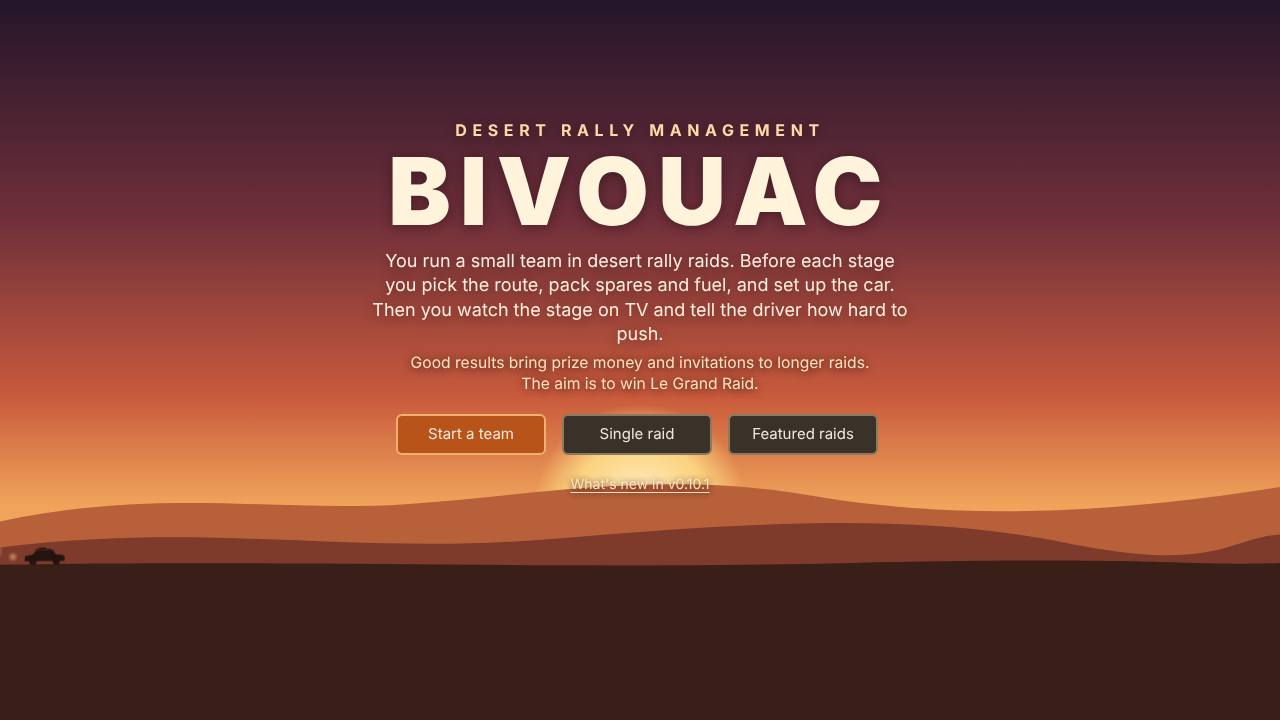 DESERT RALLY MANAGEMENT
BIVOUAC
You run a small team in desert rally raids. Before each stage
you pick the route, pack spares and fuel, and set up the car.
Then you watch the stage on TV and tell the driver how hard to
push.
Good results bring prize money and invitations to longer raids.
The aim is to win Le Grand Raid.
Start a team
Single raid
Featured raids
What's new in v0.10.1